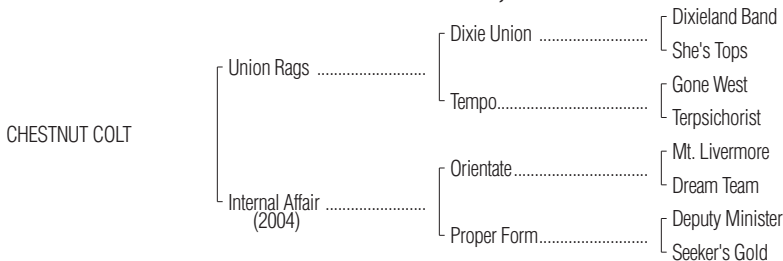 Dixieland Band
Dixie Union ..........................
She's Tops
Union Rags ..........................
Gone West
Tempo....................................
Terpsichorist
CHESTNUT COLT
Mt. Livermore
Orientate................................
Dream Team
Internal Affair ........................
(2004)
Deputy Minister
Proper Form..........................
Seeker's Gold